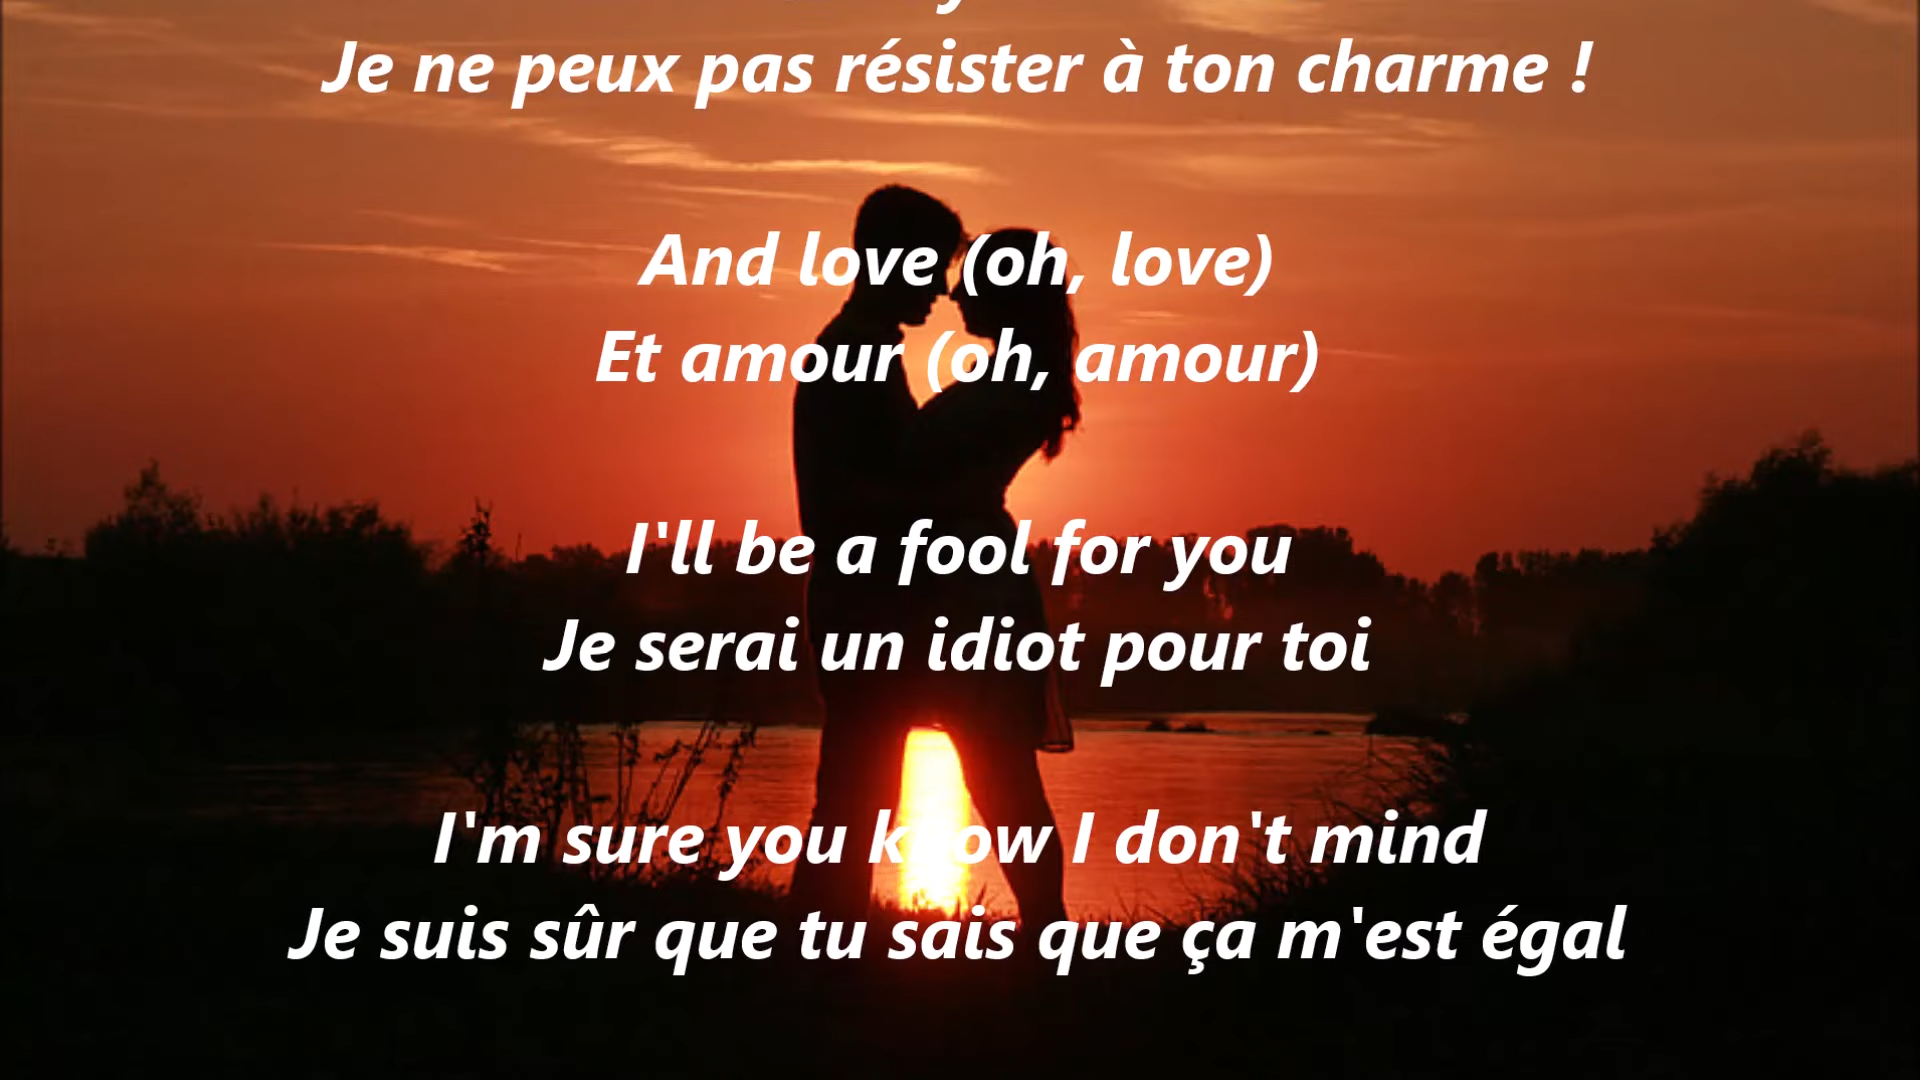 Je ne peux pas résister à ton charme !
And love (oh, love)
Et amour (oh, amour)
I'll be a fool for you
Je serai un idiot pour toi
I'm sure you know I don't mind
Je suis sûr que tu sais que ça m'est égal